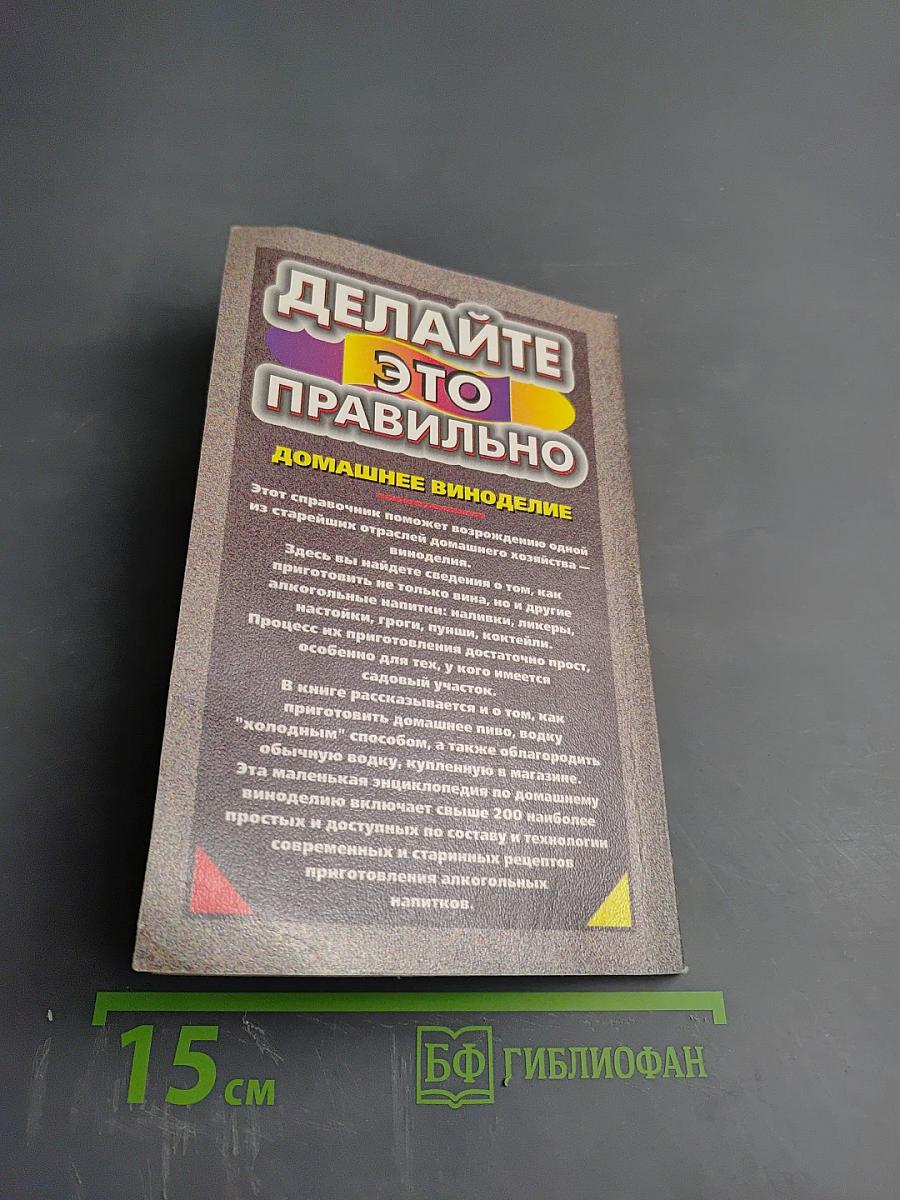 ДЕЛАЙТЕ
ЭТО
ПРАВИЛЬНО
ДОМАШНЕЕ ВИНОДЕЛИЕ
Этот справочник поможет возрождению одной
из старейших отраслей домашнего хозяйства —
виноделия.
Здесь вы найдете сведения о том, как
приготовить не только вина, но и другие
алкогольные напитки: наливки, ликеры,
настойки, гроги, пунши, коктейли.
Процесс их приготовления достаточно прост,
особенно для тех, у кого имеется
садовый участок.
В книге рассказывается и о том, как
приготовить домашнее пиво, водку
"холодным" способом, а также облагородить
обычную водку, купленную в магазине.
Эта маленькая энциклопедия по домашнему
виноделию включает свыше 200 наиболее
простых и доступных по составу и технологии
современных и старинных рецептов
приготовления алкогольных
напитков.
15 см
БФ ГИБЛИОФАН